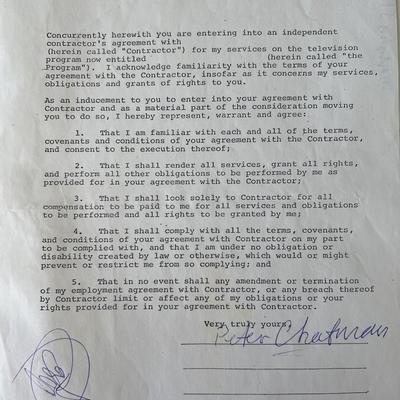 Concurrently herewith you are entering into an independent
contractor's agreement with
(herein called "Contractor") for my services on the television
program now entitled (herein called "the
Program"). I acknowledge familiarity with the terms of your
agreement with the Contractor, insofar as it concerns my services,
obligations and grants of rights to you.
As an inducement to you to enter into your agreement with
Contractor and as a material part of the consideration moving
you to do so, I hereby represent, warrant and agree:
1. That I am familiar with each and all of the terms,
covenants and conditions of your agreement with the Contractor,
and consent to the execution thereof;
2. That I shall render all services, grant all rights,
and perform all other obligations to be performed by me as
provided for in your agreement with the Contractor;
3. That I shall look solely to Contractor for all
compensation to be paid to me for all services and obligations
to be performed and all rights to be granted by me;
4. That I shall comply with all the terms, covenants,
and conditions of your agreement with Contractor on my part
to be complied with, and that I am under no obligation or
disability created by law or otherwise, which would or might
prevent or restrict me from so complying; and
5. That in no event shall any amendment or termination
of my employment agreement with Contractor, or any breach thereof
by Contractor limit or affect any of my obligations or your
rights provided for in your agreement with Contractor.
Very truly yours,
Peter